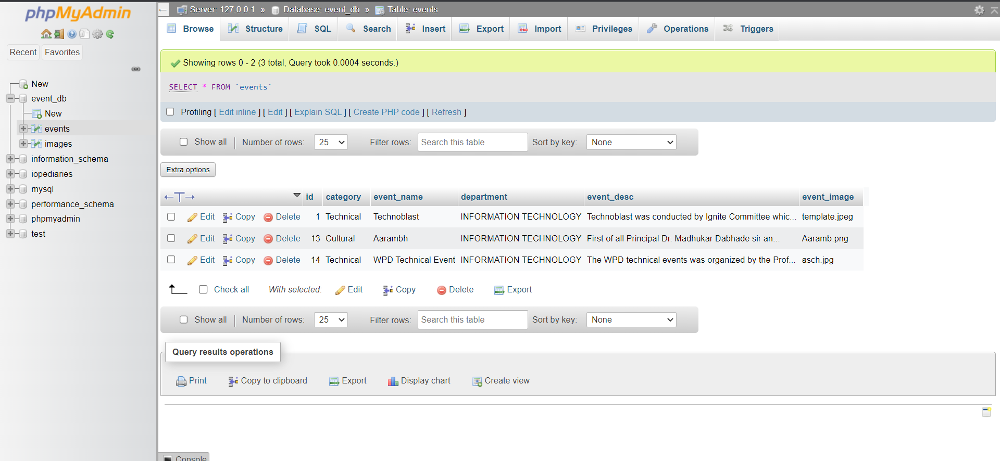 phpMyAdmin
Recent Favorites
New
event_db
New
events
images
information_schema
iopediaries
mysql
performance_schema
phpmyadmin
test
Server: 127.0.0.1 » Database: event_db » Table: events
Browse Structure SQL Search Insert Export Import Privileges Operations Triggers
Showing rows 0 - 2 (3 total, Query took 0.0004 seconds.)
SELECT * FROM `events`
Profiling [ Edit inline ] [ Edit ] [ Explain SQL ] [ Create PHP code ] [ Refresh ]
Show all | Number of rows: 25 Filter rows: Search this table Sort by key: None
Extra options
id category event_name department event_desc event_image
Edit Copy Delete 1 Technical Technoblast INFORMATION TECHNOLOGY Technoblast was conducted by Ignite Committee whic... template.jpeg
Edit Copy Delete 13 Cultural Aarambh INFORMATION TECHNOLOGY First of all Principal Dr. Madhukar Dabhade sir an... Aaramb.png
Edit Copy Delete 14 Technical WPD Technical Event INFORMATION TECHNOLOGY The WPD technical events was organized by the Prof... asch.jpg
Check all With selected: Edit Copy Delete Export
Show all | Number of rows: 25 Filter rows: Search this table Sort by key: None
Query results operations
Print Copy to clipboard Export Display chart Create view
Console